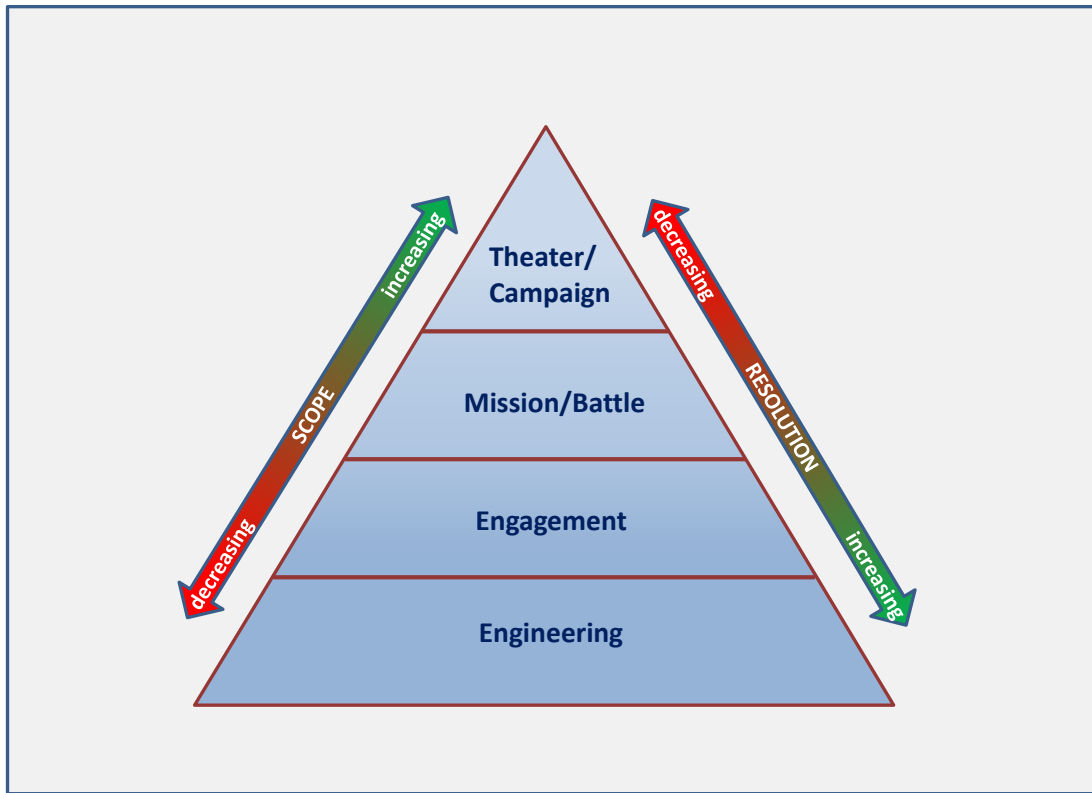 increasing
SCOPE
decreasing
decreasing
RESOLUTION
increasing
Theater/
Campaign
Mission/Battle
Engagement
Engineering